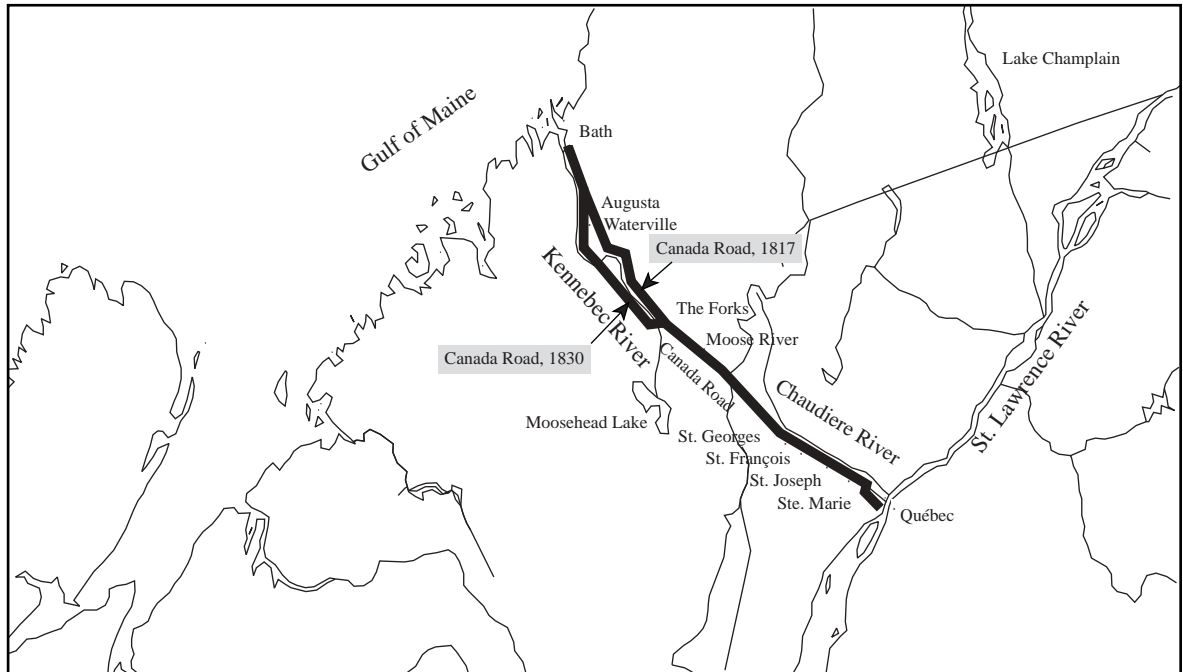 Lake Champlain
Gulf of Maine
Bath
Augusta
Waterville
Canada Road, 1817
Kennebec River
The Forks
Moose River
Canada Road, 1830
Canada Road
Chaudiere River
St. Lawrence River
Moosehead Lake
St. Georges
St. François
St. Joseph
Ste. Marie
Québec